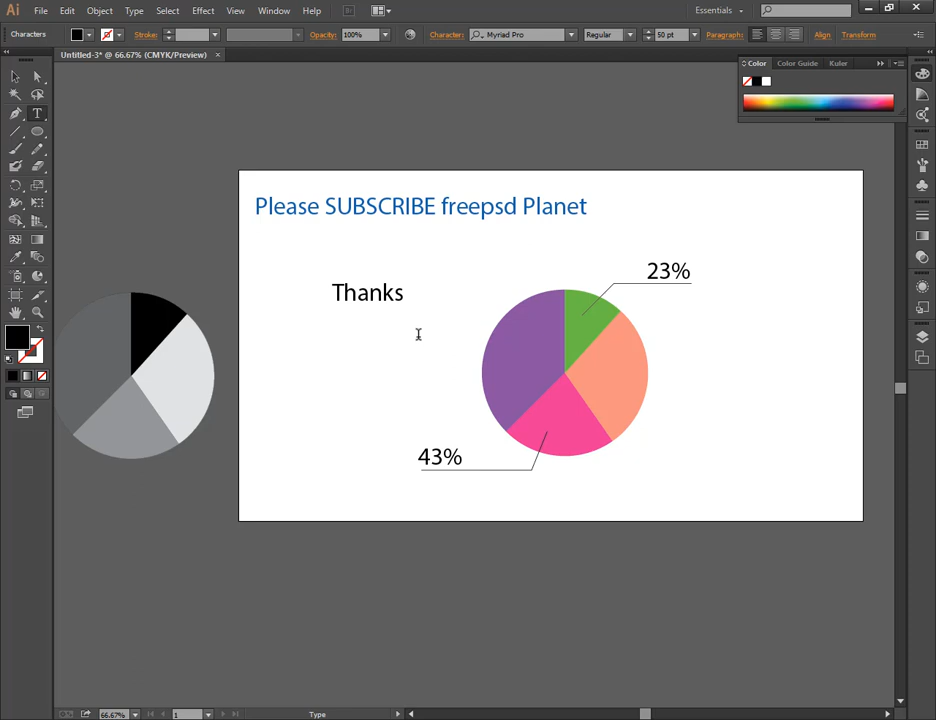 Ai File Edit Object Type Select Effect View Window Help Br Essentials
Characters Stroke: Opacity: 100% Character: Myriad Pro Regular 50 pt Paragraph: Align Transform
Untitled-3* @ 66.67% (CMYK/Preview) ×
Color Color Guide Kuler
T
Please SUBSCRIBE freepsd Planet
23%
Thanks
43%
66.67% 1 Type